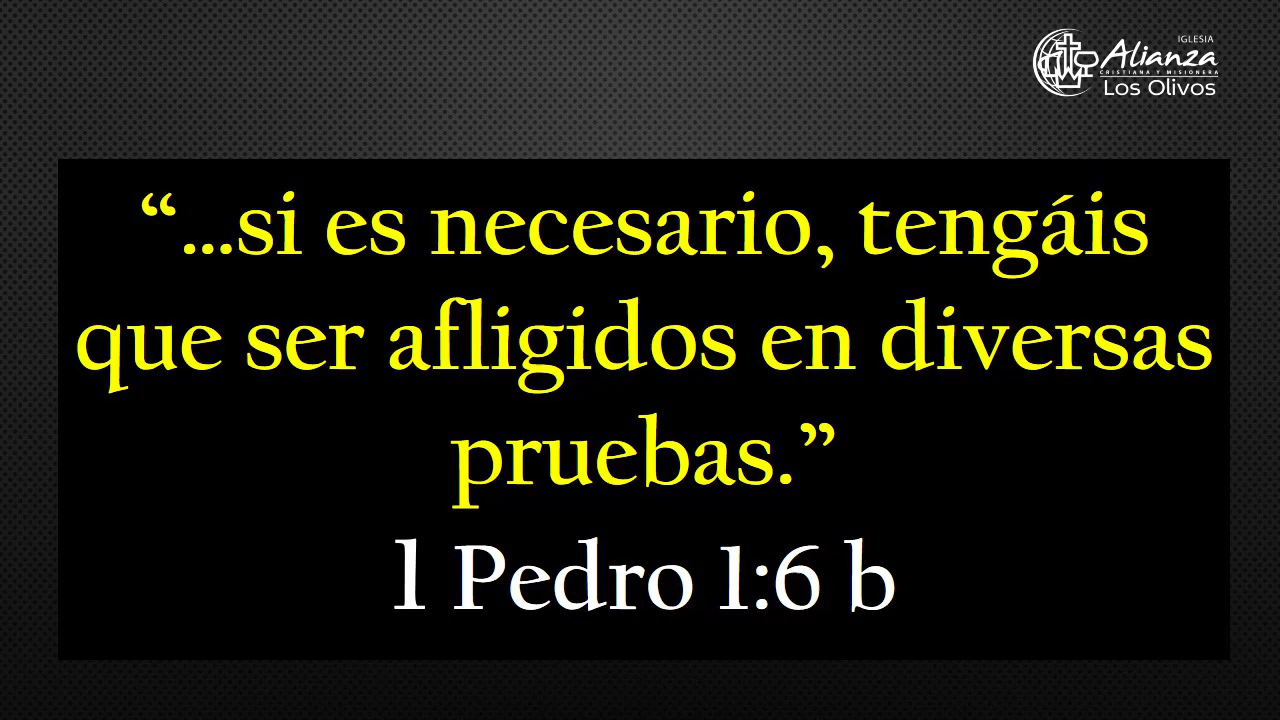 IGLESIA
Alianza
CRISTIANA Y MISIONERA
Los Olivos
“...si es necesario, tengáis
que ser afligidos en diversas
pruebas.”
1 Pedro 1:6 b